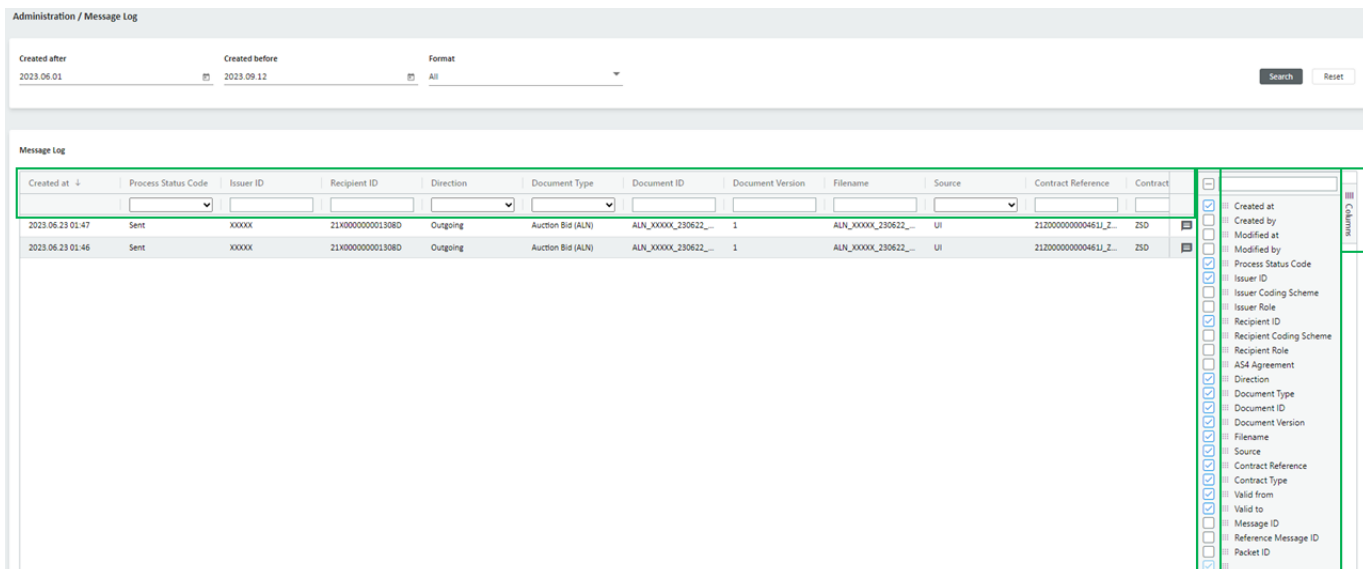 Administration / Message Log
Created after Created before Format
2023.06.01 2023.09.12 All
Search Reset
Message Log
Created at ↓ Process Status Code Issuer ID Recipient ID Direction Document Type Document ID Document Version Filename Source Contract Reference Contract
2023.06.23 01:47 Sent XXXXX 21X000000001308D Outgoing Auction Bid (ALN) ALN_XXXXX_230622_... 1 ALN_XXXXX_230622_... UI 21Z000000000461J_Z... ZSD
2023.06.23 01:46 Sent XXXXX 21X000000001308D Outgoing Auction Bid (ALN) ALN_XXXXX_230622_... 1 ALN_XXXXX_230622_... UI 21Z000000000461J_Z... ZSD
Created at
Created by
Modified at
Modified by
Process Status Code
Issuer ID
Issuer Coding Scheme
Issuer Role
Recipient ID
Recipient Coding Scheme
Recipient Role
AS4 Agreement
Direction
Document Type
Document ID
Document Version
Filename
Source
Contract Reference
Contract Type
Valid from
Valid to
Message ID
Reference Message ID
Packet ID
Columns